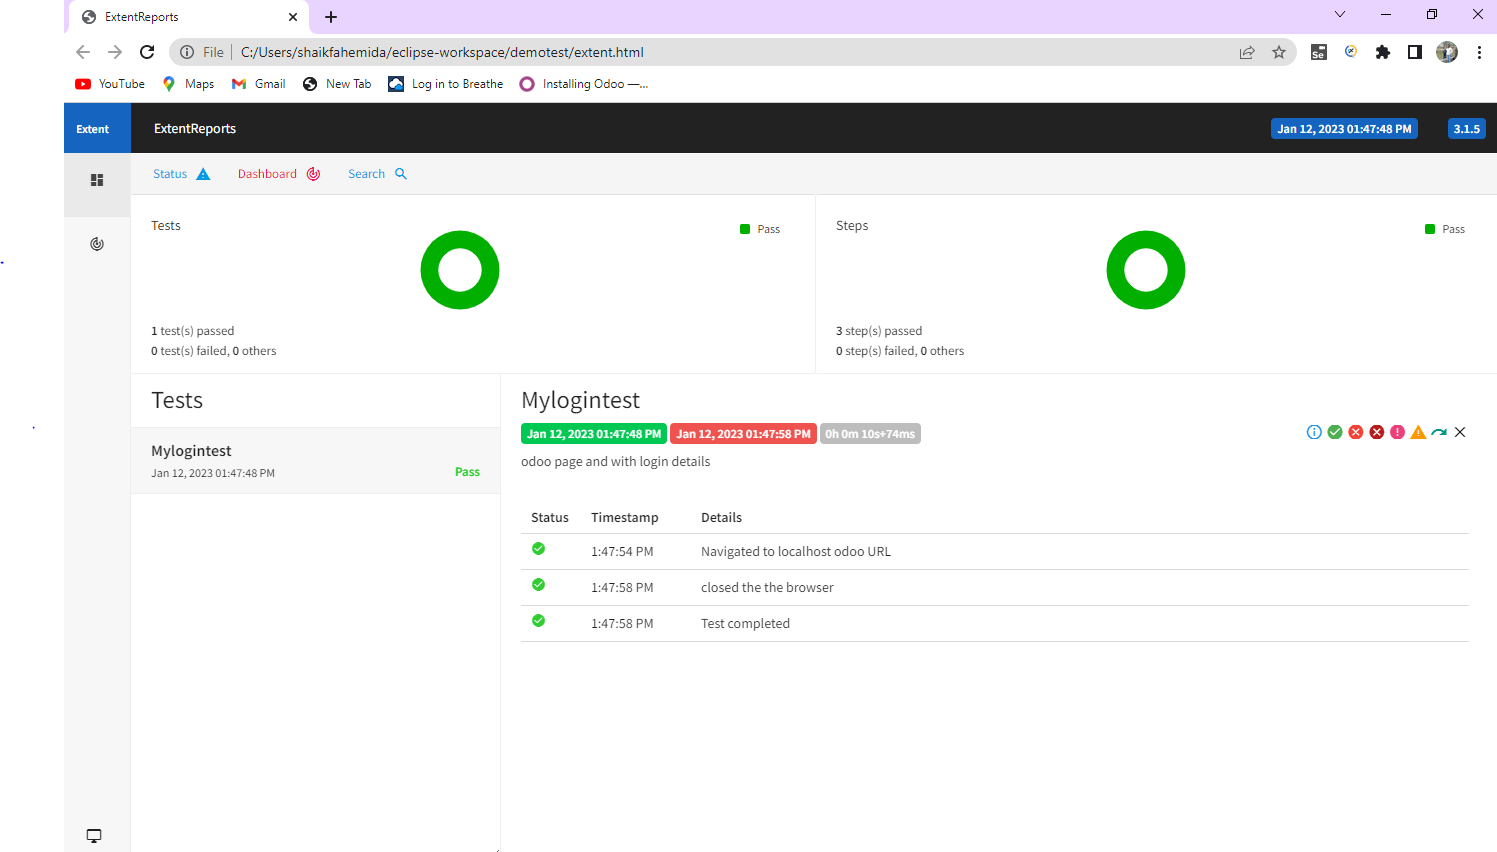 ExtentReports
File C:/Users/shaikfahemida/eclipse-workspace/demotest/extent.html
YouTube Maps Gmail New Tab Log in to Breathe Installing Odoo —...
Extent ExtentReports Jan 12, 2023 01:47:48 PM 3.1.5
Status Dashboard Search
Tests Pass
1 test(s) passed
0 test(s) failed, 0 others
Steps Pass
3 step(s) passed
0 step(s) failed, 0 others
Tests
Mylogintest
Jan 12, 2023 01:47:48 PM Pass
Mylogintest
Jan 12, 2023 01:47:48 PM Jan 12, 2023 01:47:58 PM 0h 0m 10s+74ms
odoo page and with login details
Status Timestamp Details
1:47:54 PM Navigated to localhost odoo URL
1:47:58 PM closed the the browser
1:47:58 PM Test completed